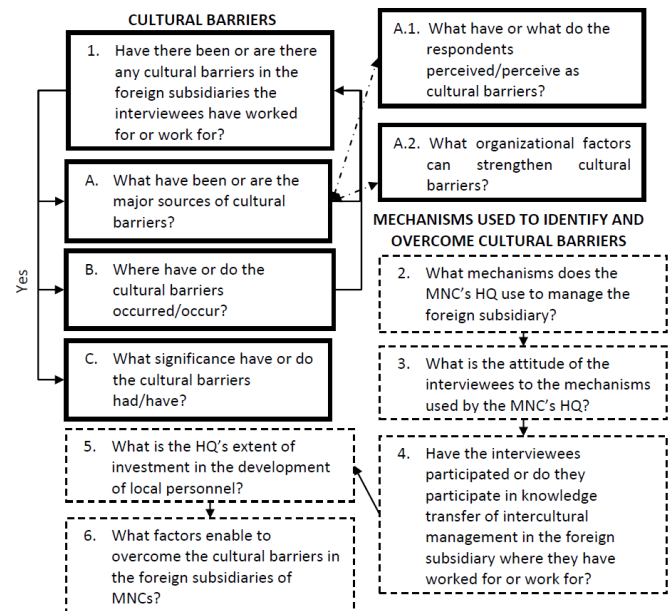 CULTURAL BARRIERS
1. Have there been or are there
any cultural barriers in the
foreign subsidiaries the
interviewees have worked
for or work for?
A. What have been or are the
major sources of cultural
barriers?
B. Where have or do the
cultural barriers
occurred/occur?
C. What significance have or do
the cultural barriers
had/have?
Yes
A.1. What have or what do the
respondents
perceived/perceive as
cultural barriers?
A.2. What organizational factors
can strengthen cultural
barriers?
MECHANISMS USED TO IDENTIFY AND
OVERCOME CULTURAL BARRIERS
2. What mechanisms does the
MNC’s HQ use to manage the
foreign subsidiary?
3. What is the attitude of the
interviewees to the mechanisms
used by the MNC’s HQ?
4. Have the interviewees
participated or do they
participate in knowledge
transfer of intercultural
management in the foreign
subsidiary where they have
worked for or work for?
5. What is the HQ’s extent of
investment in the development
of local personnel?
6. What factors enable to
overcome the cultural barriers in
the foreign subsidiaries of
MNCs?